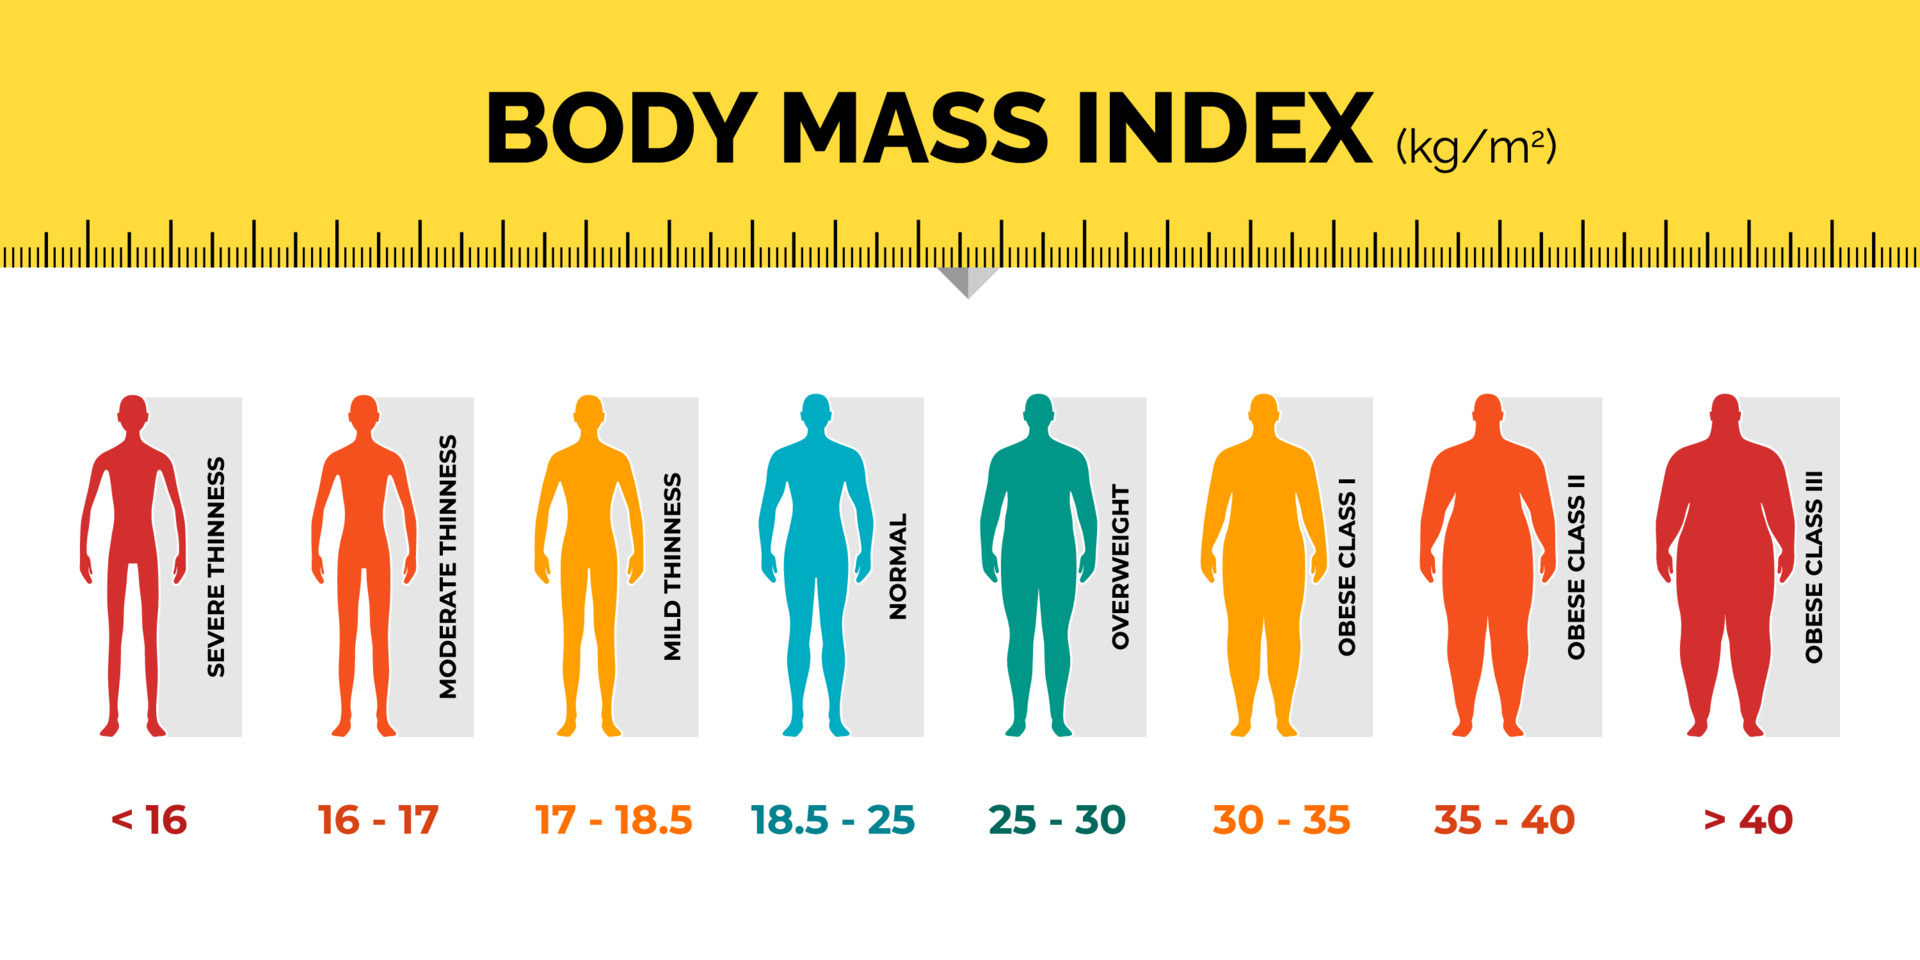 BODY MASS INDEX (kg/m²)
SEVERE THINNESS
MODERATE THINNESS
MILD THINNESS
NORMAL
OVERWEIGHT
OBESE CLASS I
OBESE CLASS II
OBESE CLASS III
< 16
16 - 17
17 - 18.5
18.5 - 25
25 - 30
30 - 35
35 - 40
> 40